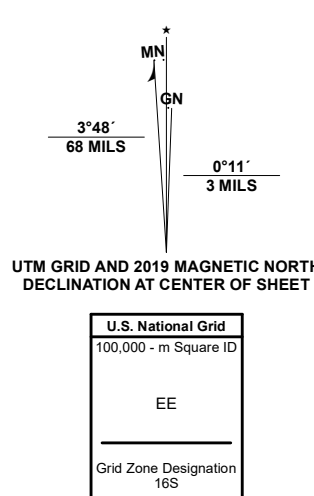 MN
GN
3°48´
68 MILS
0°11´
3 MILS
UTM GRID AND 2019 MAGNETIC NORTH
DECLINATION AT CENTER OF SHEET
U.S. National Grid
100,000 - m Square ID
EE
Grid Zone Designation
16S